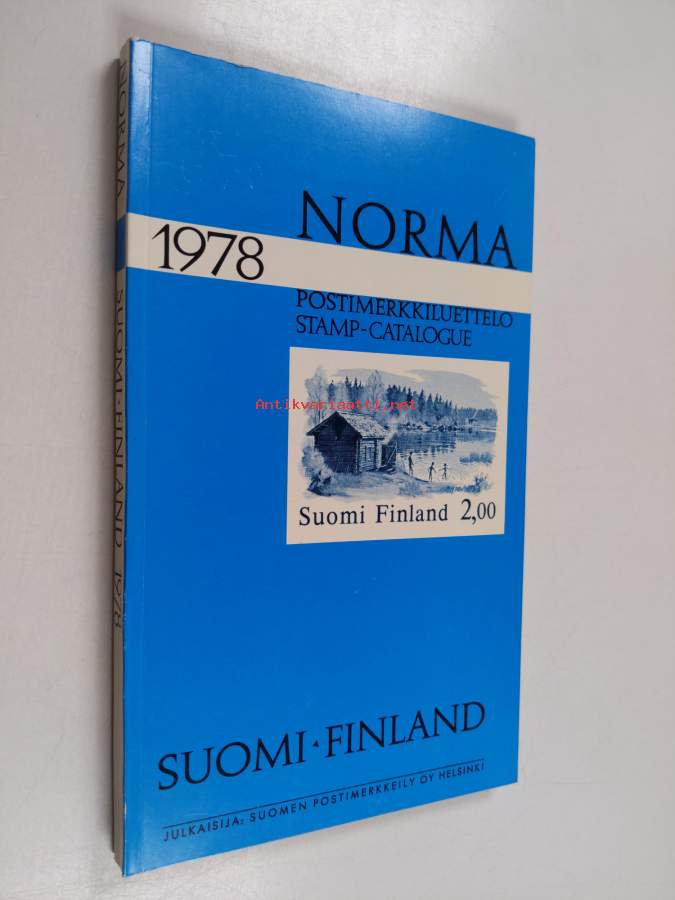 NORMA
1978
POSTIMERKKILUETTELO
STAMP-CATALOGUE
Antikvariaatti.net
Suomi Finland 2,00
SUOMI · FINLAND
JULKAISIJA: SUOMEN POSTIMERKKEILY OY HELSINKI
NORMA SUOMI · FINLAND 1978